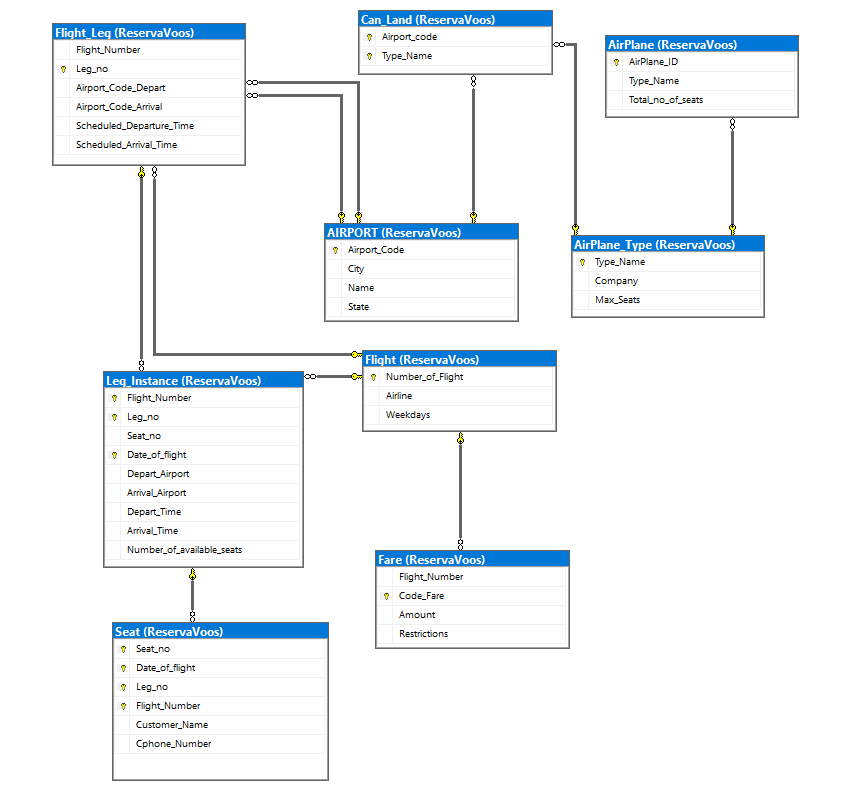 Flight_Leg (ReservaVoos)
Flight_Number
Leg_no
Airport_Code_Depart
Airport_Code_Arrival
Scheduled_Departure_Time
Scheduled_Arrival_Time
Can_Land (ReservaVoos)
Airport_code
Type_Name
AirPlane (ReservaVoos)
AirPlane_ID
Type_Name
Total_no_of_seats
AIRPORT (ReservaVoos)
Airport_Code
City
Name
State
AirPlane_Type (ReservaVoos)
Type_Name
Company
Max_Seats
Leg_Instance (ReservaVoos)
Flight_Number
Leg_no
Seat_no
Date_of_flight
Depart_Airport
Arrival_Airport
Depart_Time
Arrival_Time
Number_of_available_seats
Flight (ReservaVoos)
Number_of_Flight
Airline
Weekdays
Fare (ReservaVoos)
Flight_Number
Code_Fare
Amount
Restrictions
Seat (ReservaVoos)
Seat_no
Date_of_flight
Leg_no
Flight_Number
Customer_Name
Cphone_Number